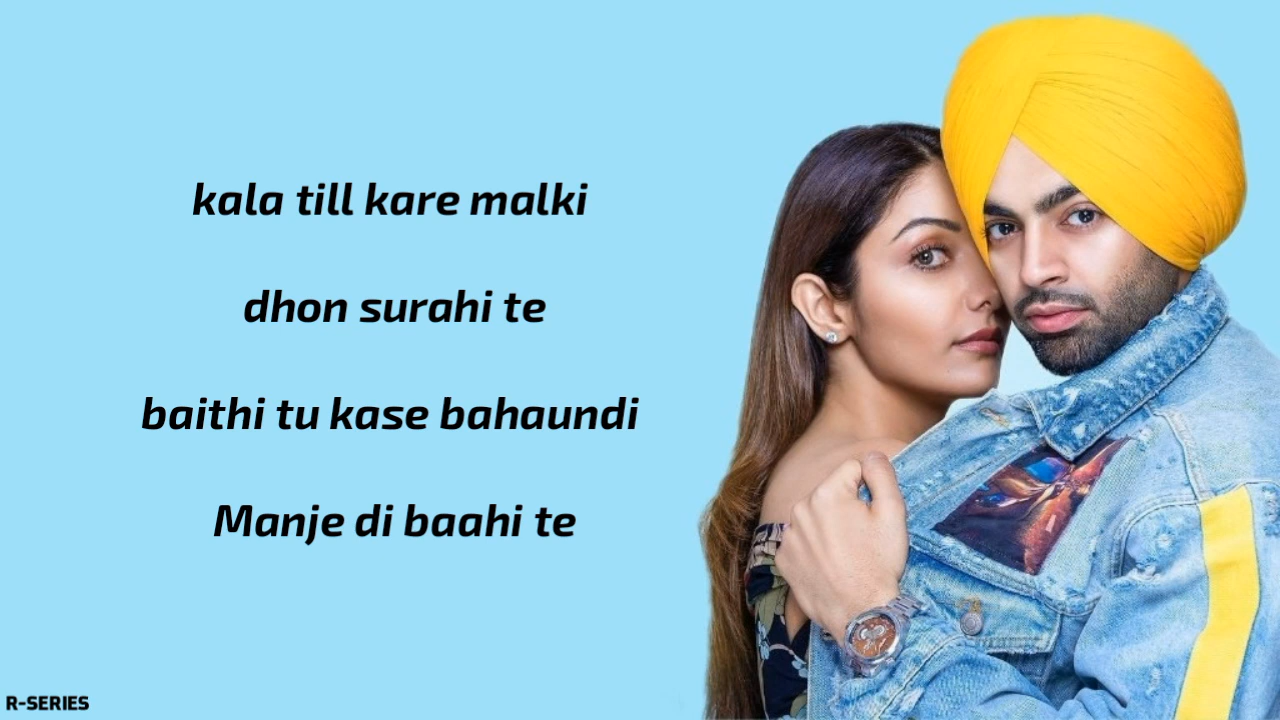 kala till kare malki
dhon surahi te
baithi tu kase bahaundi
Manje di baahi te
R-SERIES